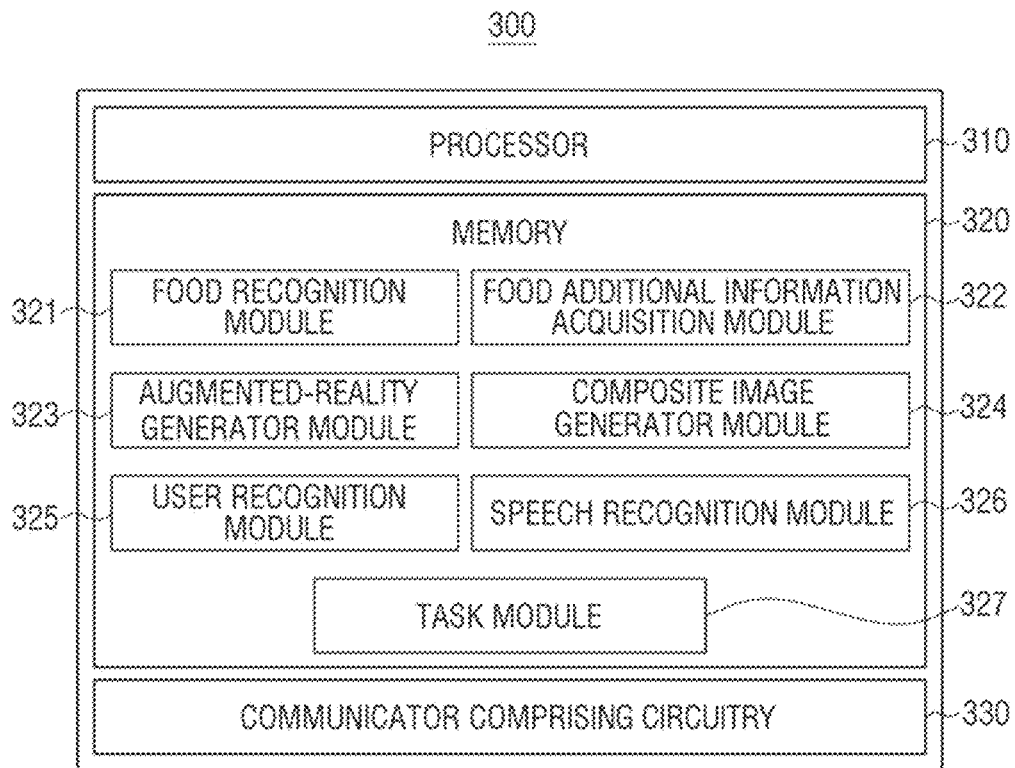 300
PROCESSOR
310
MEMORY
320
FOOD RECOGNITION
MODULE
321
FOOD ADDITIONAL INFORMATION
ACQUISITION MODULE
322
AUGMENTED-REALITY
GENERATOR MODULE
323
COMPOSITE IMAGE
GENERATOR MODULE
324
USER RECOGNITION
MODULE
325
SPEECH RECOGNITION MODULE
326
TASK MODULE
327
COMMUNICATOR COMPRISING CIRCUITRY
330